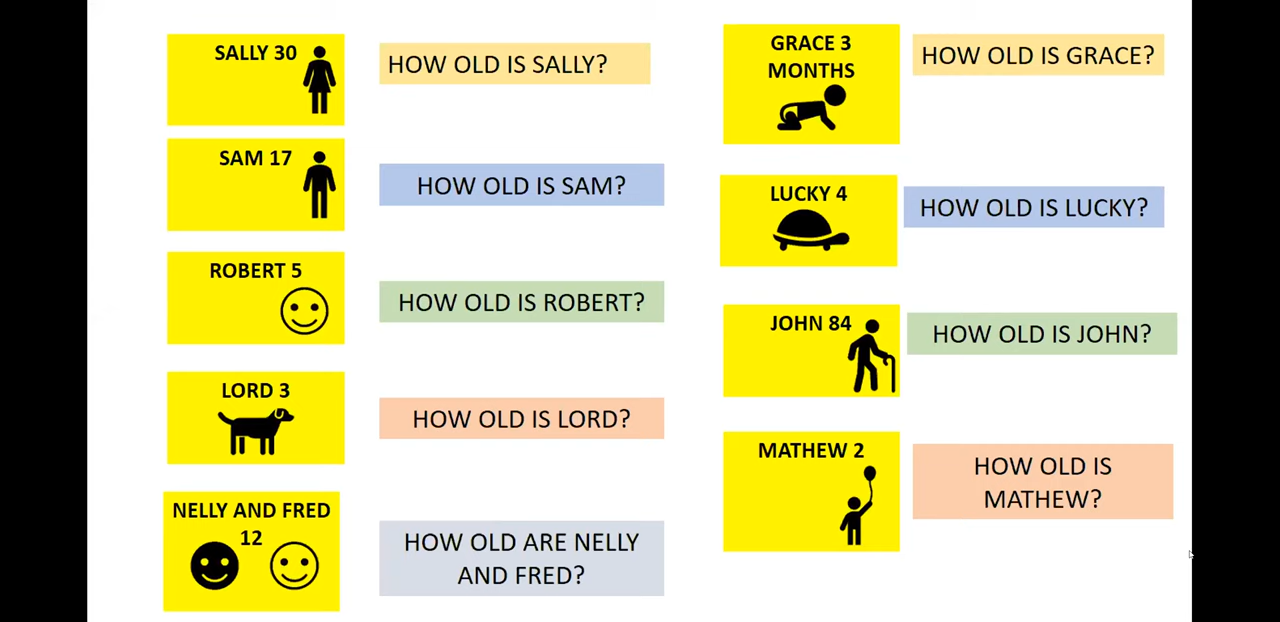 SALLY 30
HOW OLD IS SALLY?
SAM 17
HOW OLD IS SAM?
ROBERT 5
HOW OLD IS ROBERT?
LORD 3
HOW OLD IS LORD?
NELLY AND FRED
12
HOW OLD ARE NELLY
AND FRED?
GRACE 3
MONTHS
HOW OLD IS GRACE?
LUCKY 4
HOW OLD IS LUCKY?
JOHN 84
HOW OLD IS JOHN?
MATHEW 2
HOW OLD IS
MATHEW?